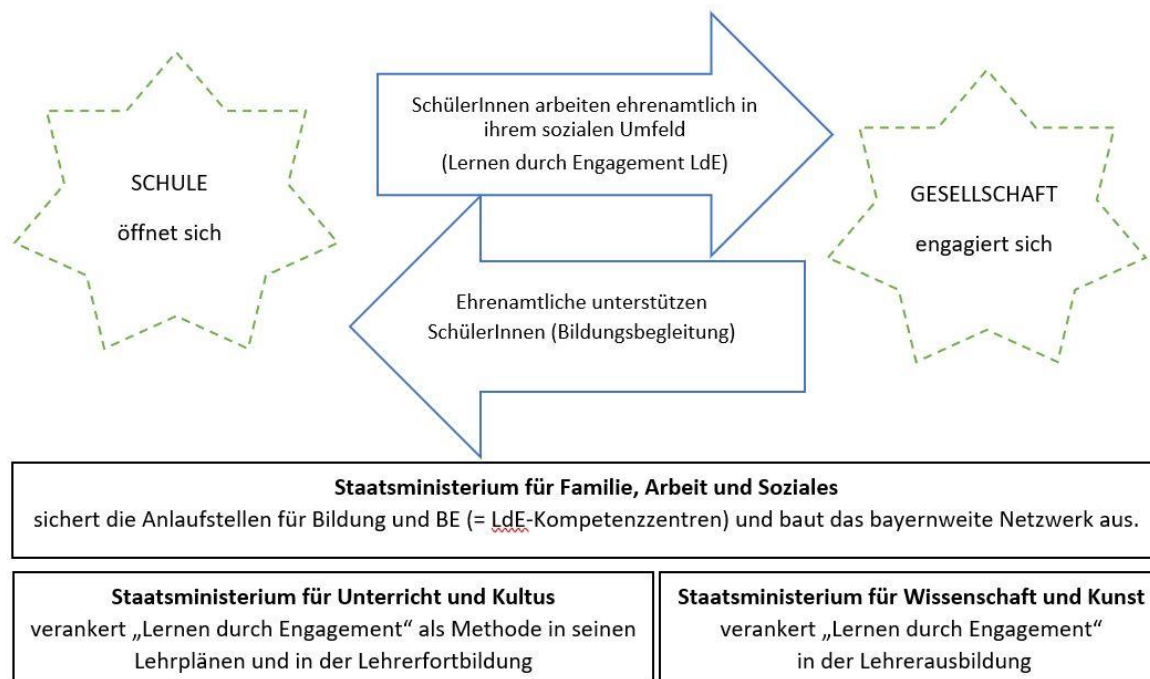 SCHULE
öffnet sich
SchülerInnen arbeiten ehrenamtlich in
ihrem sozialen Umfeld
(Lernen durch Engagement LdE)
GESELLSCHAFT
engagiert sich
Ehrenamtliche unterstützen
SchülerInnen (Bildungsbegleitung)
Staatsministerium für Familie, Arbeit und Soziales
sichert die Anlaufstellen für Bildung und BE (= LdE-Kompetenzzentren) und baut das bayernweite Netzwerk aus.
Staatsministerium für Unterricht und Kultus
verankert „Lernen durch Engagement“ als Methode in seinen
Lehrplänen und in der Lehrerfortbildung
Staatsministerium für Wissenschaft und Kunst
verankert „Lernen durch Engagement“
in der Lehrerausbildung